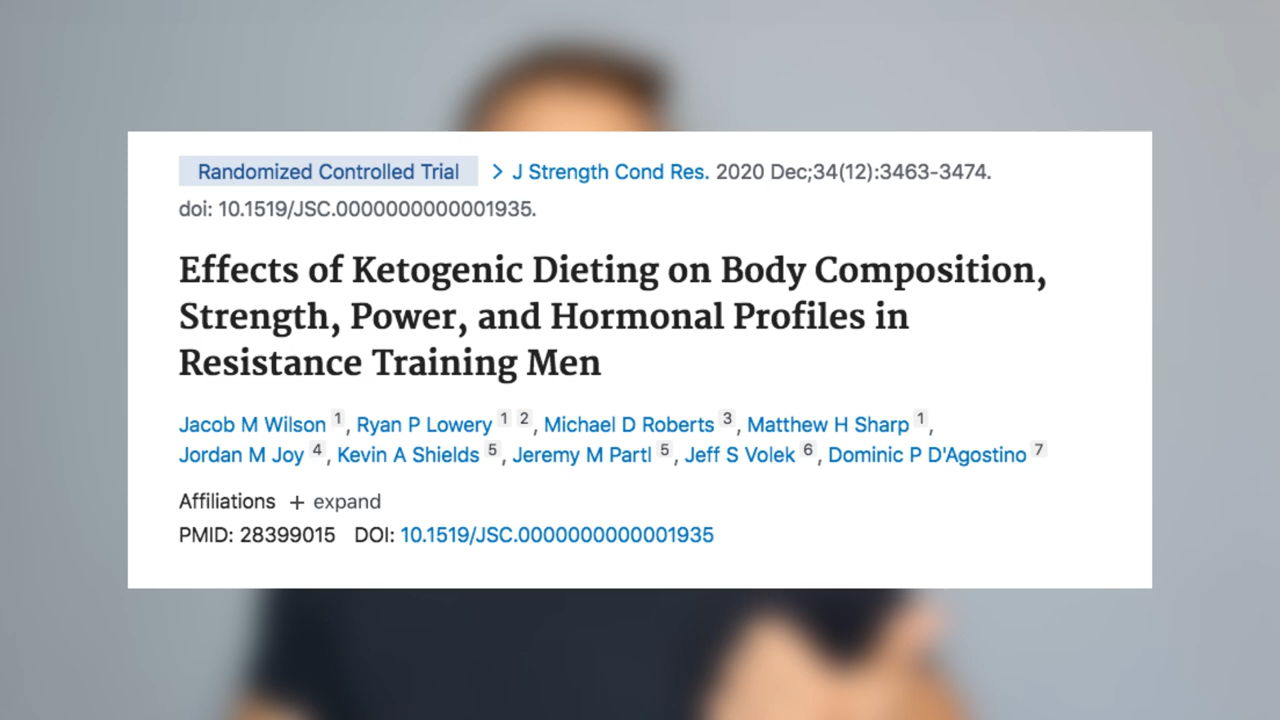 Randomized Controlled Trial > J Strength Cond Res. 2020 Dec;34(12):3463-3474.
doi: 10.1519/JSC.0000000000001935.
Effects of Ketogenic Dieting on Body Composition,
Strength, Power, and Hormonal Profiles in
Resistance Training Men
Jacob M Wilson 1, Ryan P Lowery 1 2, Michael D Roberts 3, Matthew H Sharp 1,
Jordan M Joy 4, Kevin A Shields 5, Jeremy M Partl 5, Jeff S Volek 6, Dominic P D'Agostino 7
Affiliations + expand
PMID: 28399015 DOI: 10.1519/JSC.0000000000001935